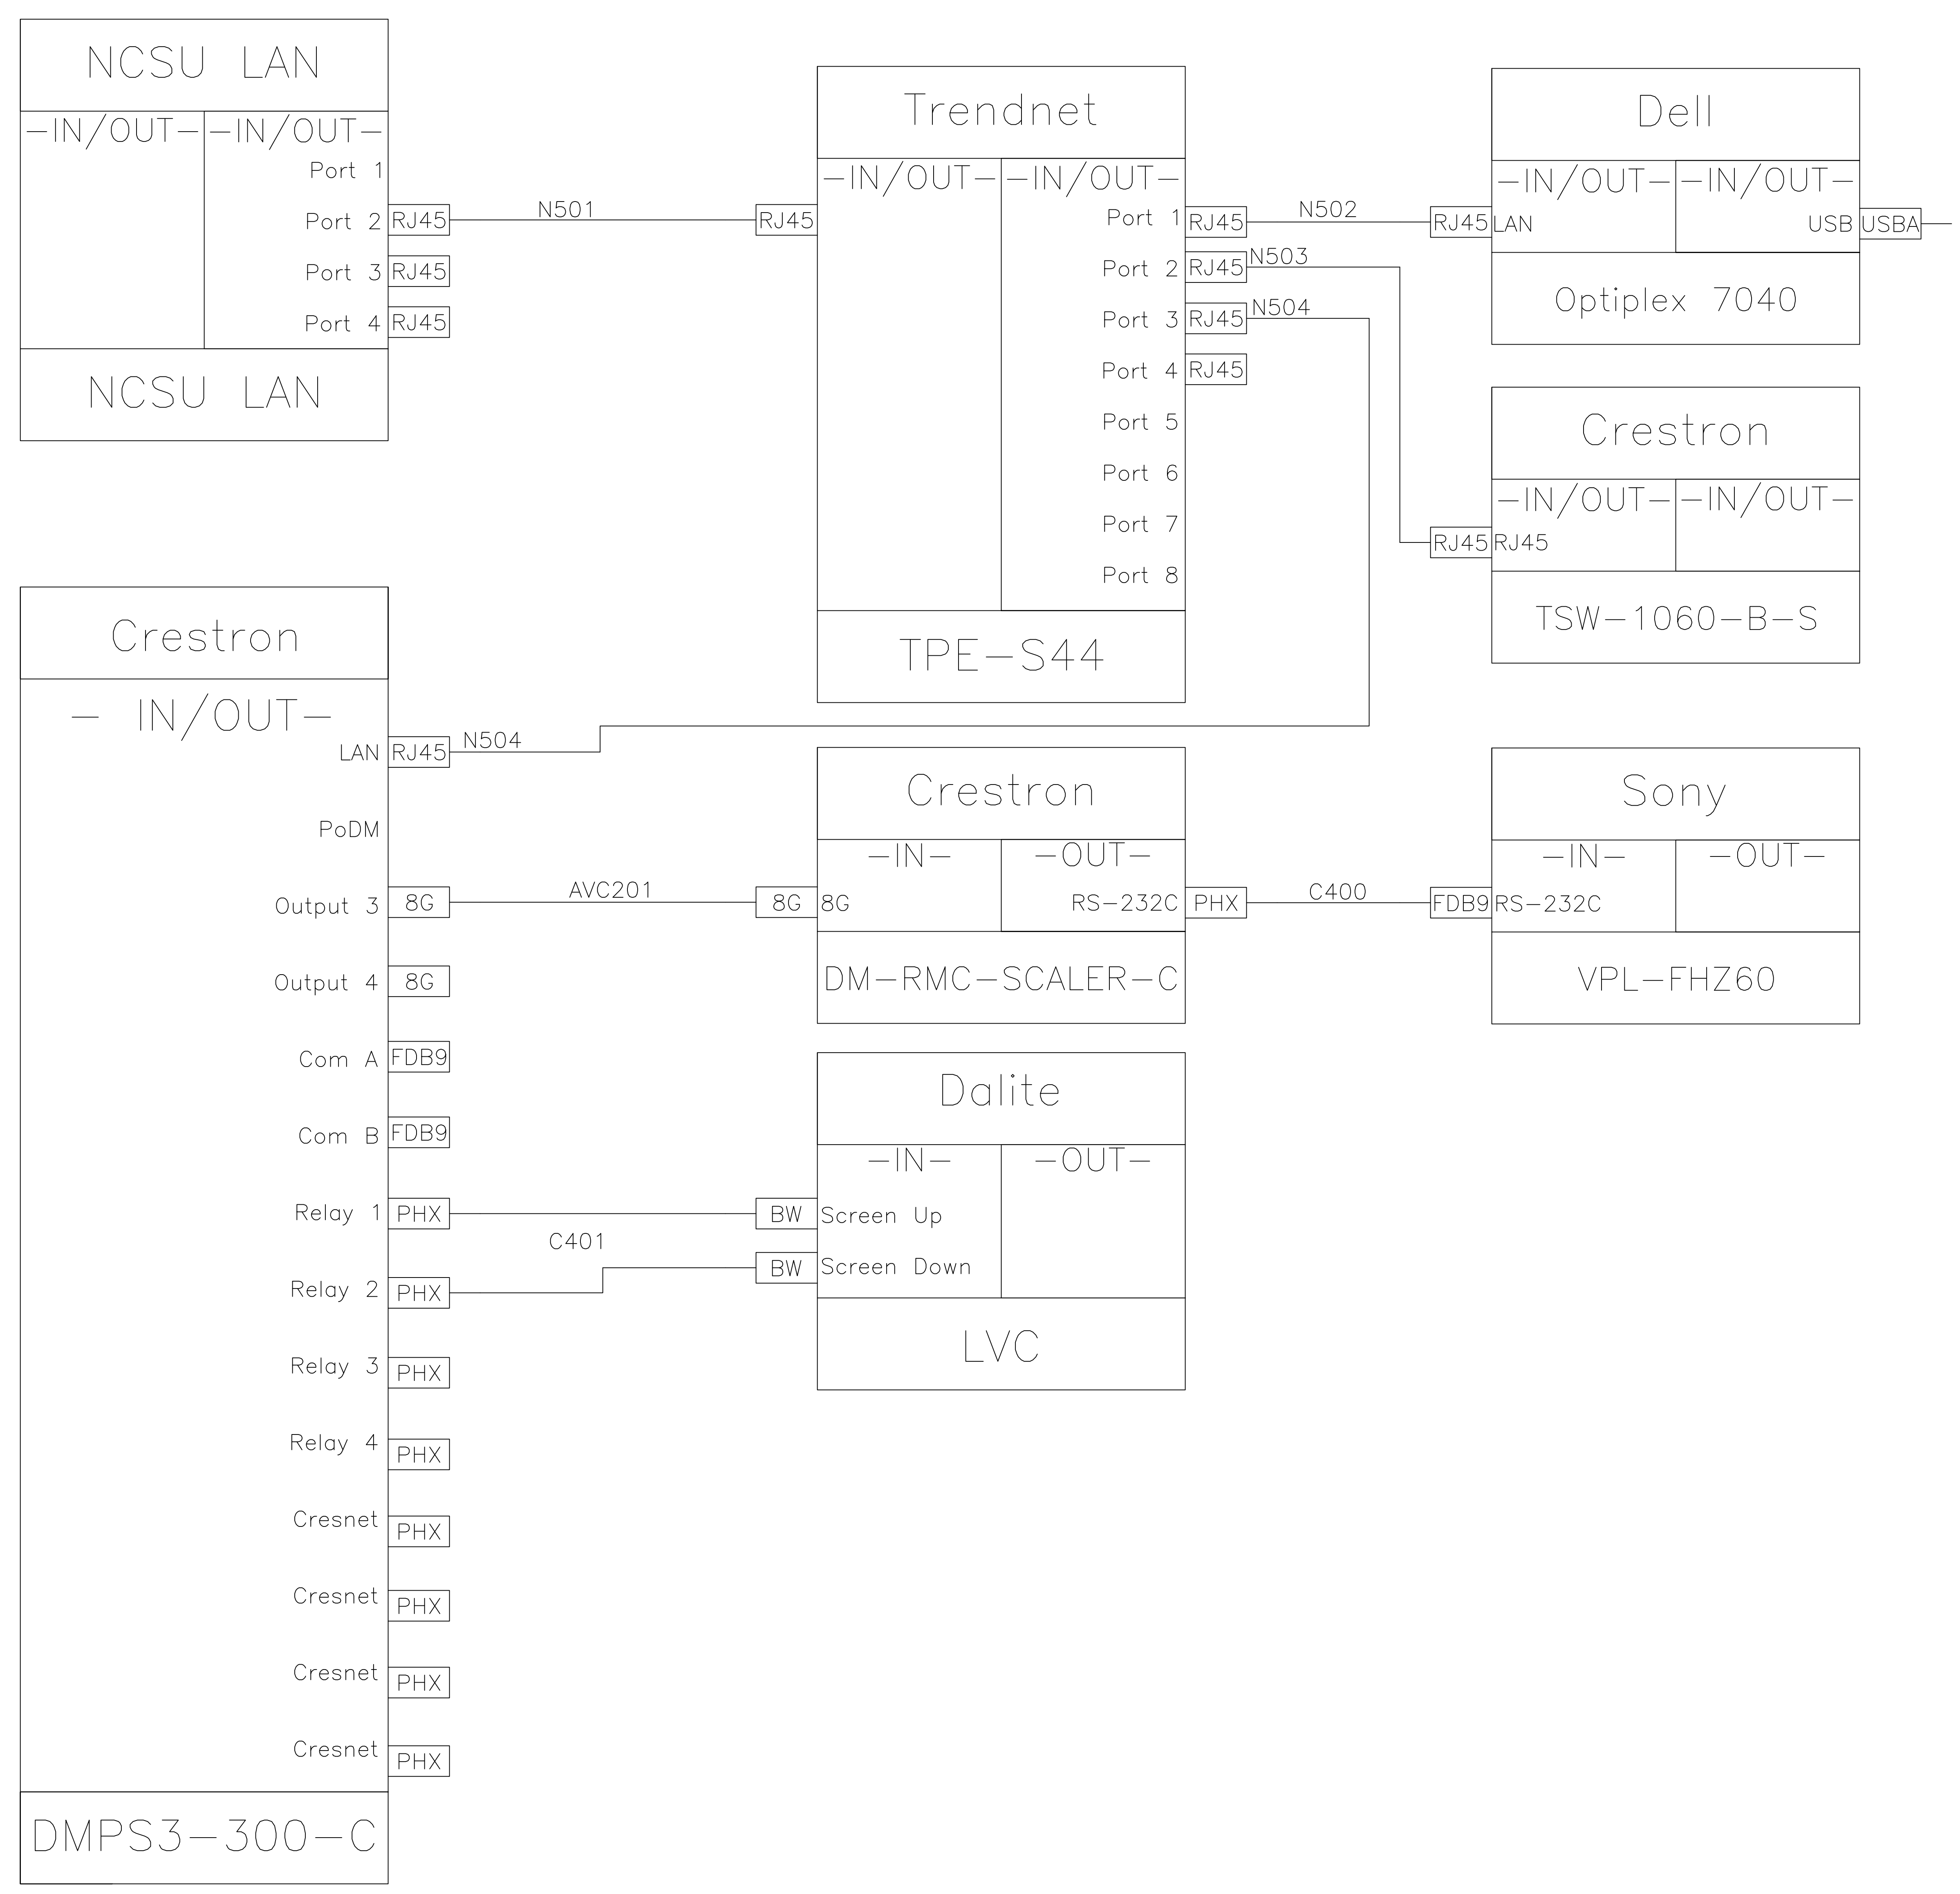 NCSU LAN
-IN/OUT- -IN/OUT-
Port 1
Port 2 RJ45
Port 3 RJ45
Port 4 RJ45
NCSU LAN
N501
Trendnet
-IN/OUT- -IN/OUT-
RJ45
Port 1 RJ45
Port 2 RJ45
Port 3 RJ45
Port 4 RJ45
Port 5
Port 6
Port 7
Port 8
TPE-S44
N502
N503
N504
Dell
-IN/OUT- -IN/OUT-
RJ45 LAN USB USBA
Optiplex 7040
Crestron
-IN/OUT- -IN/OUT-
RJ45 RJ45
TSW-1060-B-S
Crestron
- IN/OUT-
LAN RJ45 N504
PoDM
Output 3 8G
Output 4 8G
Com A FDB9
Com B FDB9
Relay 1 PHX
Relay 2 PHX
Relay 3 PHX
Relay 4 PHX
Cresnet PHX
Cresnet PHX
Cresnet PHX
Cresnet PHX
DMPS3-300-C
AVC201
Crestron
-IN- -OUT-
8G 8G RS-232C PHX
DM-RMC-SCALER-C
C400
Sony
-IN- -OUT-
FDB9 RS-232C
VPL-FHZ60
C401
Dalite
-IN- -OUT-
BW Screen Up
BW Screen Down
LVC